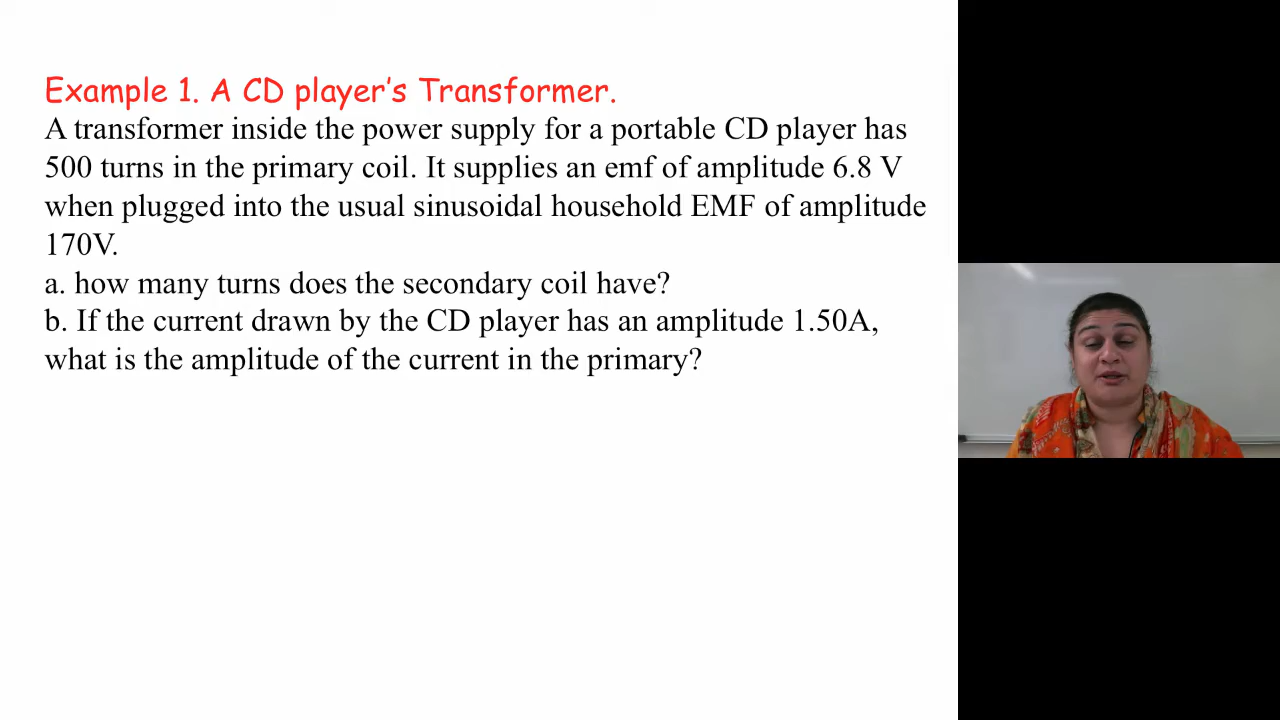 Example 1. A CD player's Transformer.
A transformer inside the power supply for a portable CD player has
500 turns in the primary coil. It supplies an emf of amplitude 6.8 V
when plugged into the usual sinusoidal household EMF of amplitude
170V.
a. how many turns does the secondary coil have?
b. If the current drawn by the CD player has an amplitude 1.50A,
what is the amplitude of the current in the primary?